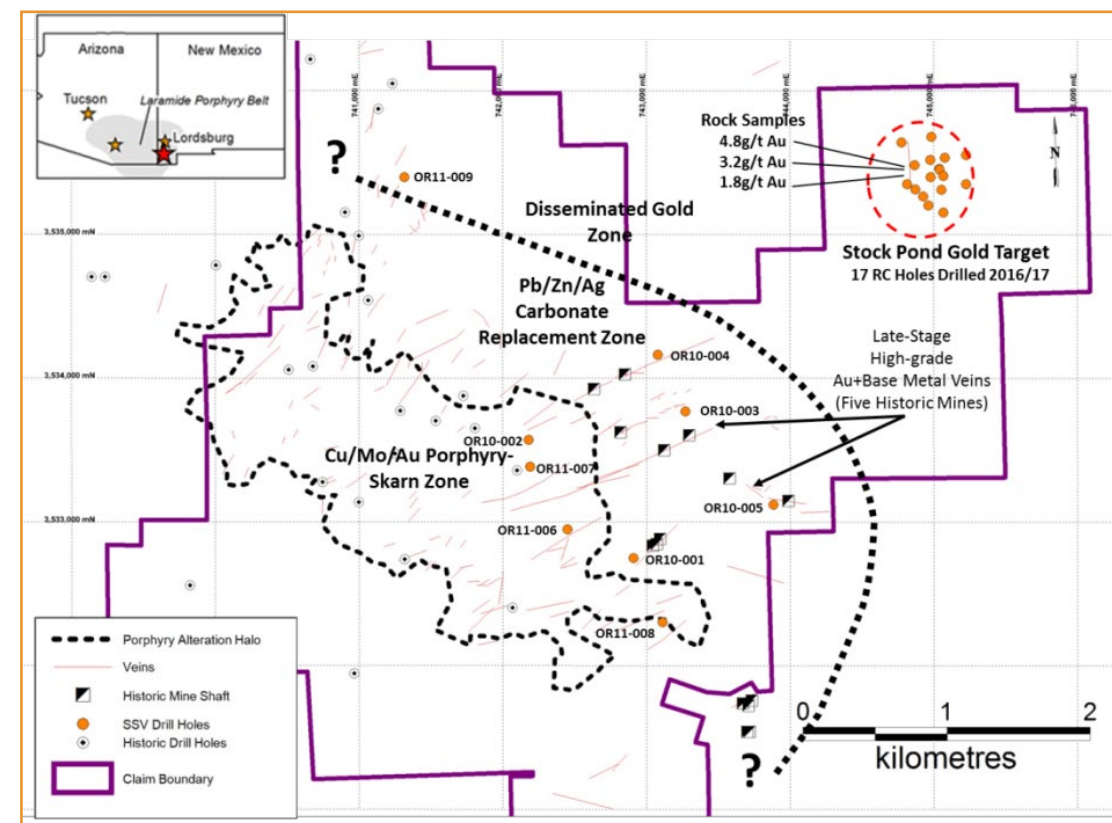 Arizona
New Mexico
Tucson
Laramide Porphyry Belt
Lordsburg
741,000 mE
742,000 mE
743,000 mE
744,000 mE
745,000 mE
Rock Samples
4.8g/t Au
3.2g/t Au
1.8g/t Au
N
?
OR11-009
Disseminated Gold
Zone
3,535,000 mN
Stock Pond Gold Target
17 RC Holes Drilled 2016/17
Pb/Zn/Ag
Carbonate
Replacement Zone
Late-Stage
High-grade
Au+Base Metal Veins
(Five Historic Mines)
OR10-004
3,534,000 mN
OR10-003
OR10-002
Cu/Mo/Au Porphyry-
Skarn Zone
OR11-007
OR10-005
3,533,000 mN
OR11-006
OR10-001
OR11-008
Porphyry Alteration Halo
Veins
Historic Mine Shaft
SSV Drill Holes
Historic Drill Holes
Claim Boundary
0 1 2
kilometres
?